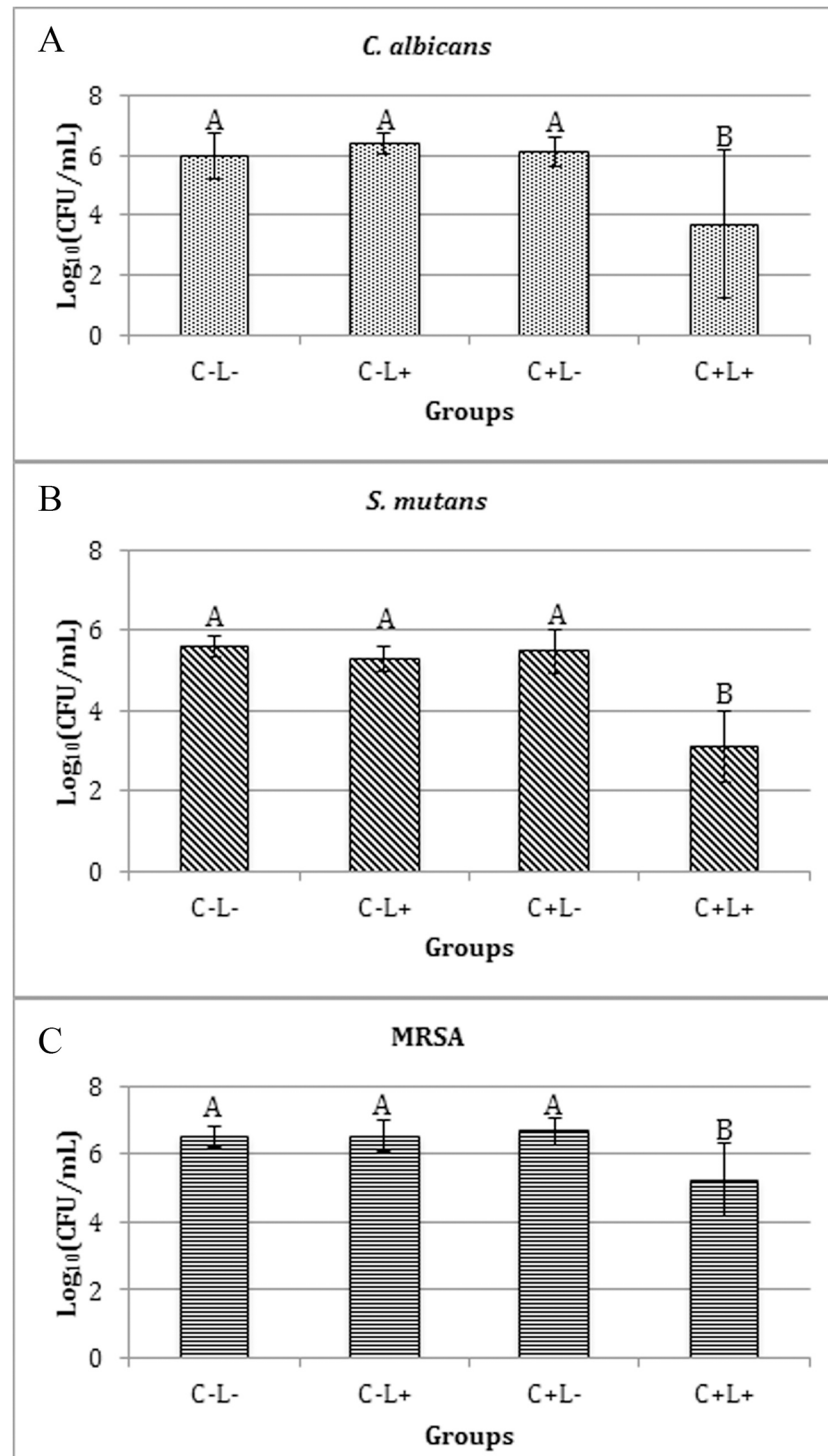 A
C. albicans
Log₁₀(CFU/mL)
8
6
4
2
0
A
A
A
B
C-L-
C-L+
C+L-
C+L+
Groups
B
S. mutans
Log₁₀(CFU/mL)
8
6
4
2
0
A
A
A
B
C-L-
C-L+
C+L-
C+L+
Groups
C
MRSA
Log₁₀(CFU/mL)
8
6
4
2
0
A
A
A
B
C-L-
C-L+
C+L-
C+L+
Groups